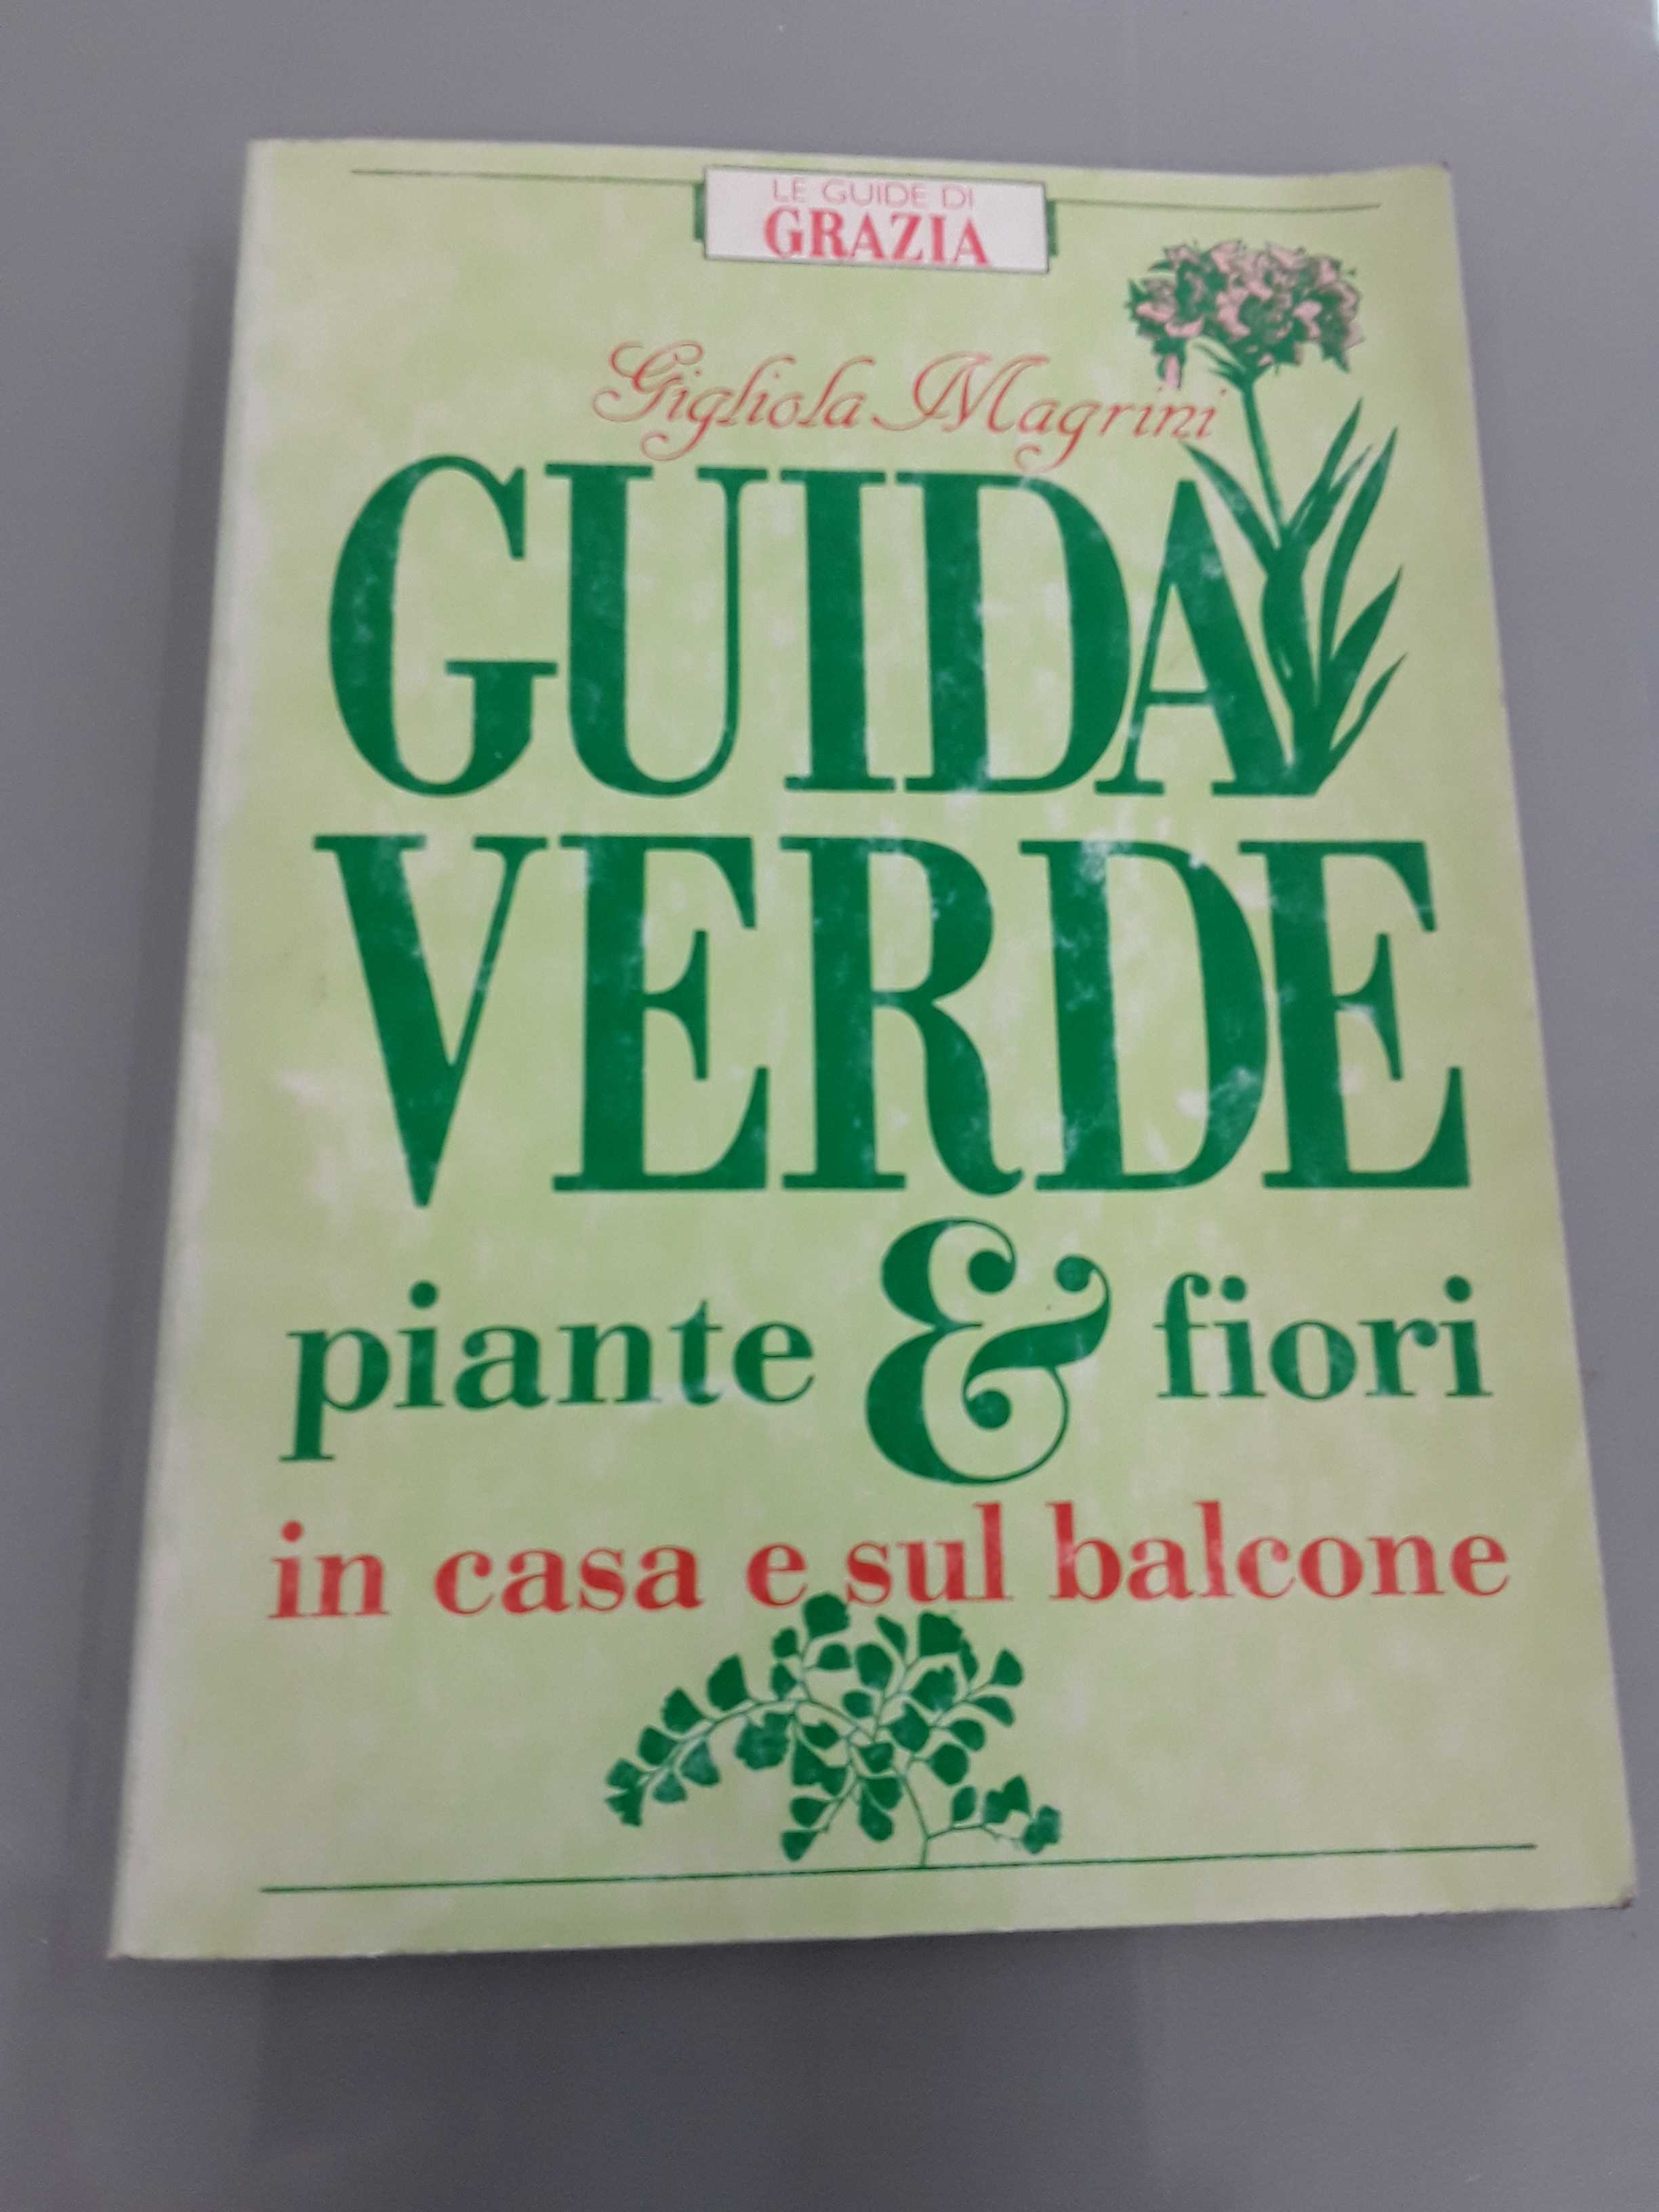 LE GUIDE DI
GRAZIA
Gigliola Magrini
GUIDA
VERDE
piante & fiori
in casa e sul balcone